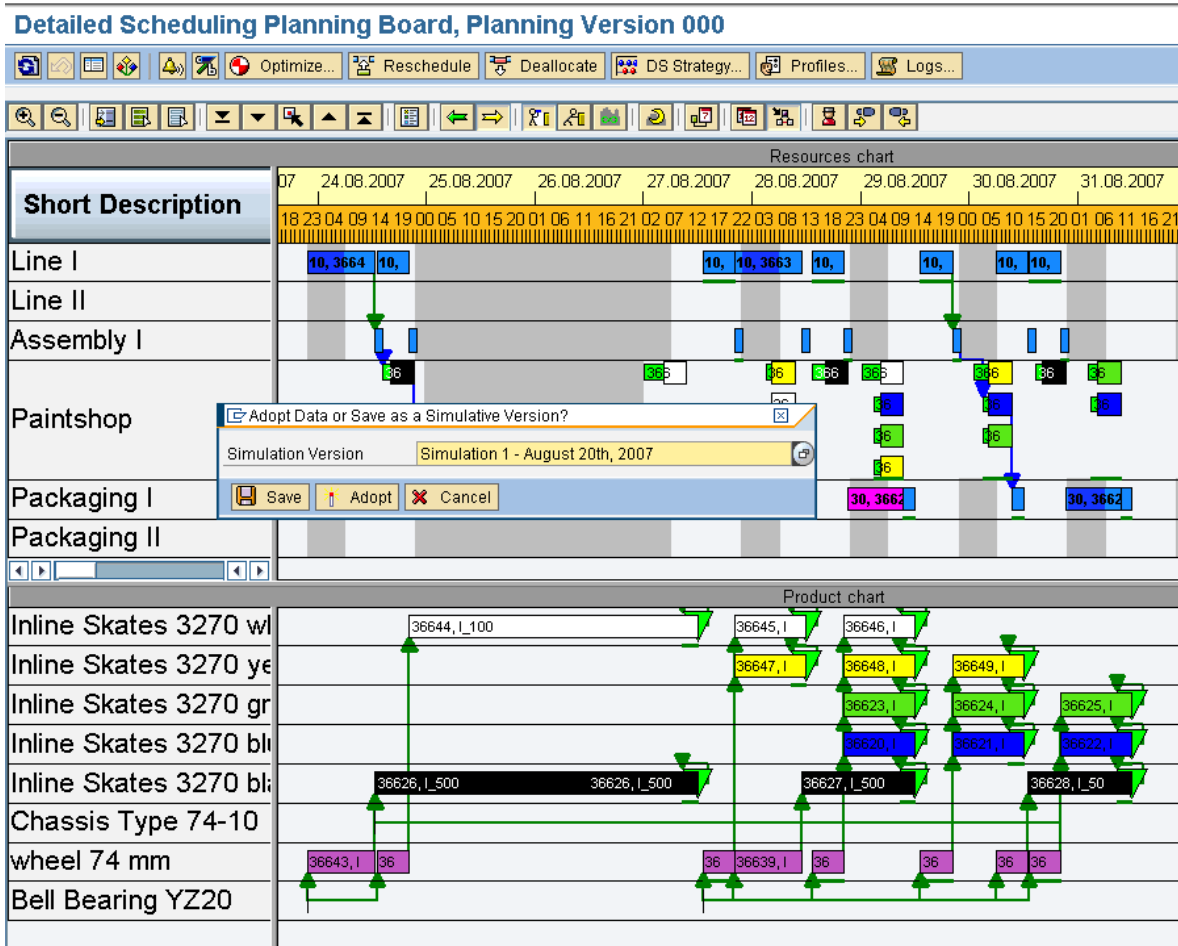 Detailed Scheduling Planning Board, Planning Version 000
Optimize... Reschedule Deallocate DS Strategy... Profiles... Logs...
Resources chart
Short Description
07 24.08.2007 25.08.2007 26.08.2007 27.08.2007 28.08.2007 29.08.2007 30.08.2007 31.08.2007
18 23 04 09 14 19 00 05 10 15 20 01 06 11 16 21 02 07 12 17 22 03 08 13 18 23 04 09 14 19 00 05 10 15 20 01 06 11 16 21
Line I 10, 3664 10, 10, 10, 3663 10, 10, 10, 10,
Line II
Assembly I
36 366 36 366 366 366 36 36
Paintshop
36 36 36 36
36 36
36
Adopt Data or Save as a Simulative Version?
Simulation Version Simulation 1 - August 20th, 2007
Save Adopt Cancel
Packaging I 30, 3662 30, 3662
Packaging II
Product chart
Inline Skates 3270 wl 36644, I_100 36645, I 36646, I
Inline Skates 3270 ye 36647, I 36648, I 36649, I
Inline Skates 3270 gr 36623, I 36624, I 36625, I
Inline Skates 3270 blu 36620, I 36621, I 36622, I
Inline Skates 3270 bla 36626, I_500 36626, I_500 36627, I_500 36628, I_50
Chassis Type 74-10
wheel 74 mm 36643, I 36 36 36639, I 36 36 36 36
Bell Bearing YZ20